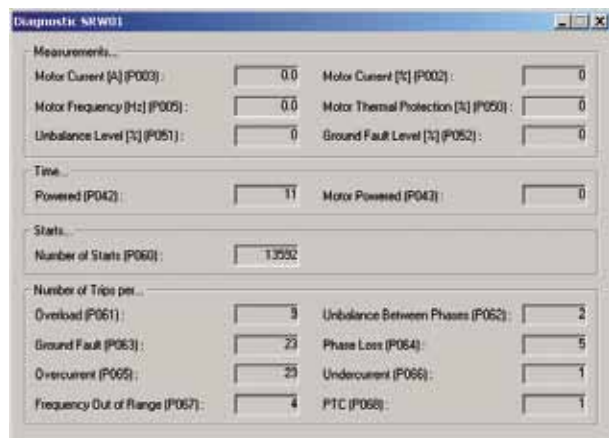 Diagnostic SRW01
Measurements...
Motor Current [A] (P003) : 0.0 Motor Current [%] (P002) : 0
Motor Frequency [Hz] (P005) : 0.0 Motor Thermal Protection [%] (P050) : 0
Unbalance Level [%] (P051) : 0 Ground Fault Level [%] (P052) : 0
Time...
Powered (P042) : 11 Motor Powered (P043) : 0
Starts...
Number of Starts (P060) : 13592
Number of Trips per...
Overload (P061) : 9 Unbalance Between Phases (P062) : 2
Ground Fault (P063) : 23 Phase Loss (P064) : 5
Overcurrent (P065) : 23 Undercurrent (P066) : 1
Frequency Out of Range (P067) : 4 PTC (P068) : 1